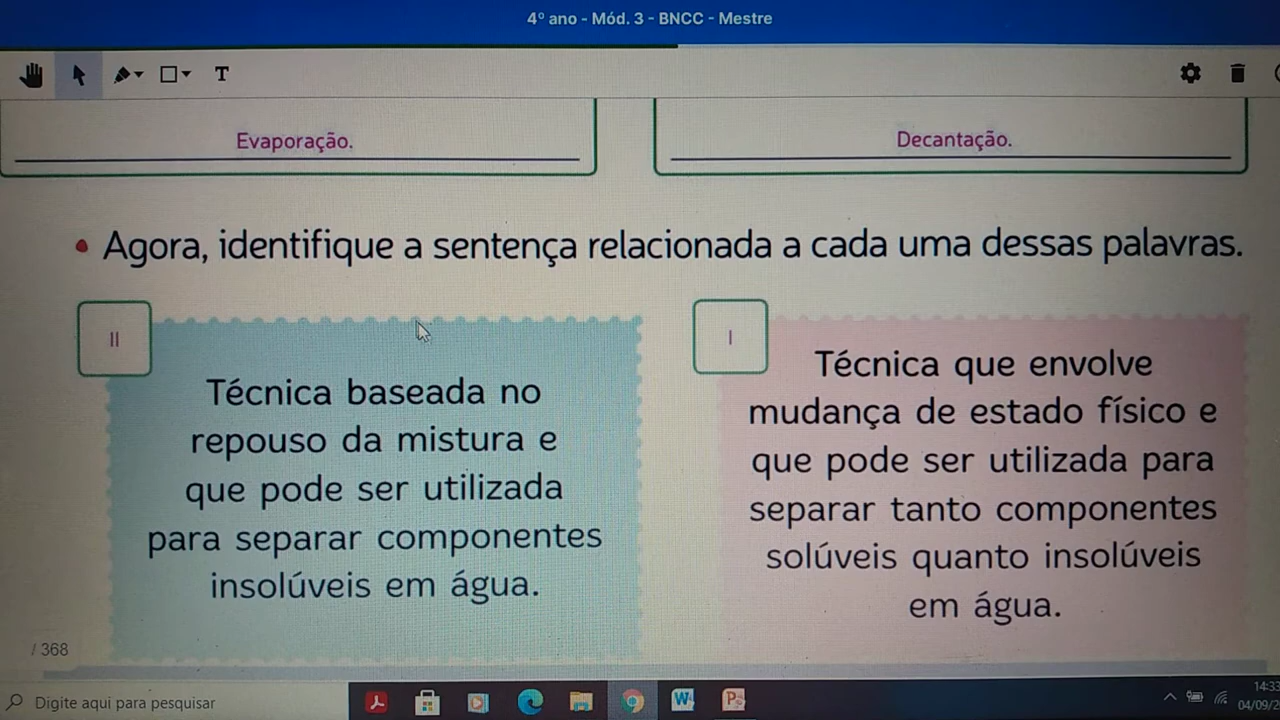 4º ano - Mód. 3 - BNCC - Mestre
T
Evaporação.
Decantação.
• Agora, identifique a sentença relacionada a cada uma dessas palavras.
II
Técnica baseada no
repouso da mistura e
que pode ser utilizada
para separar componentes
insolúveis em água.
I
Técnica que envolve
mudança de estado físico e
que pode ser utilizada para
separar tanto componentes
solúveis quanto insolúveis
em água.
/ 368
Digite aqui para pesquisar
W
P
14:33